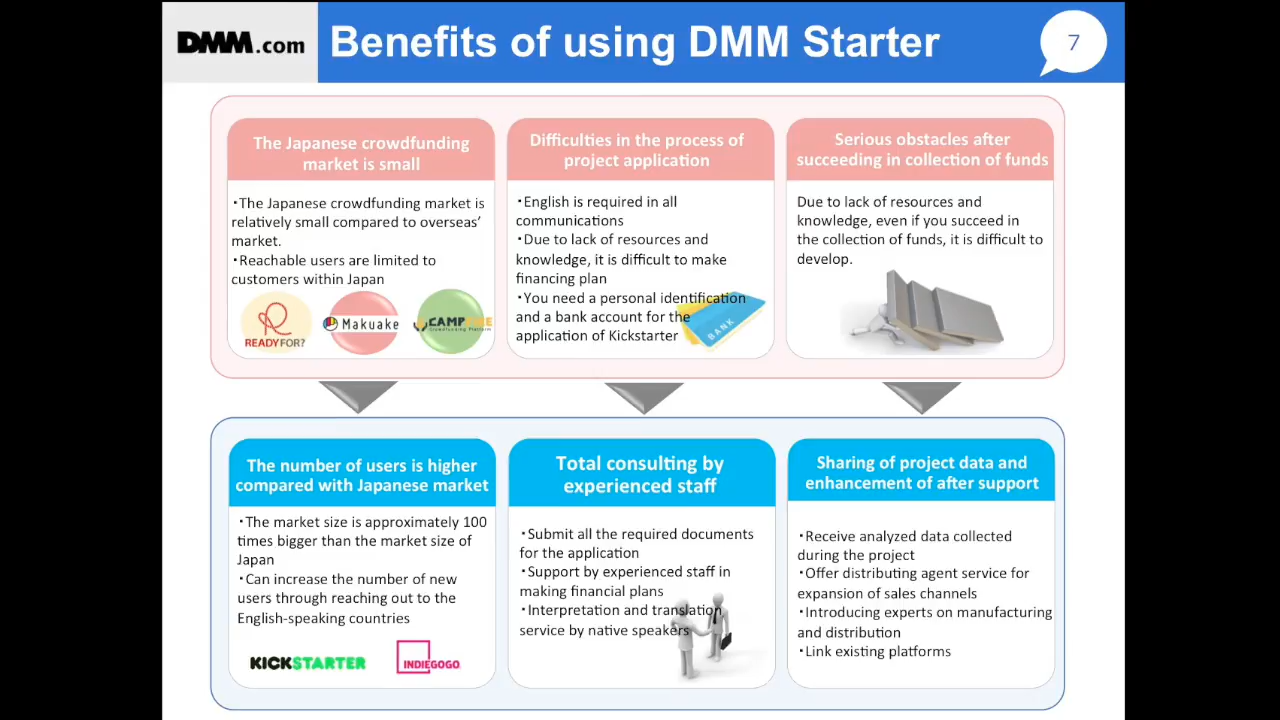 DMM.com
Benefits of using DMM Starter
7
The Japanese crowdfunding
market is small
・The Japanese crowdfunding market is
relatively small compared to overseas'
market.
・Reachable users are limited to
customers within Japan
READYFOR?
Makuake
CAMPFIRE
Crowdfunding Platform
Difficulties in the process of
project application
・English is required in all
communications
・Due to lack of resources and
knowledge, it is difficult to make
financing plan
・You need a personal identification
and a bank account for the
application of Kickstarter
BANK
Serious obstacles after
succeeding in collection of funds
Due to lack of resources and
knowledge, even if you succeed in
the collection of funds, it is difficult to
develop.
The number of users is higher
compared with Japanese market
・The market size is approximately 100
times bigger than the market size of
Japan
・Can increase the number of new
users through reaching out to the
English-speaking countries
KICKSTARTER
INDIEGOGO
Total consulting by
experienced staff
・Submit all the required documents
for the application
・Support by experienced staff in
making financial plans
・Interpretation and translation
service by native speakers
Sharing of project data and
enhancement of after support
・Receive analyzed data collected
during the project
・Offer distributing agent service for
expansion of sales channels
・Introducing experts on manufacturing
and distribution
・Link existing platforms